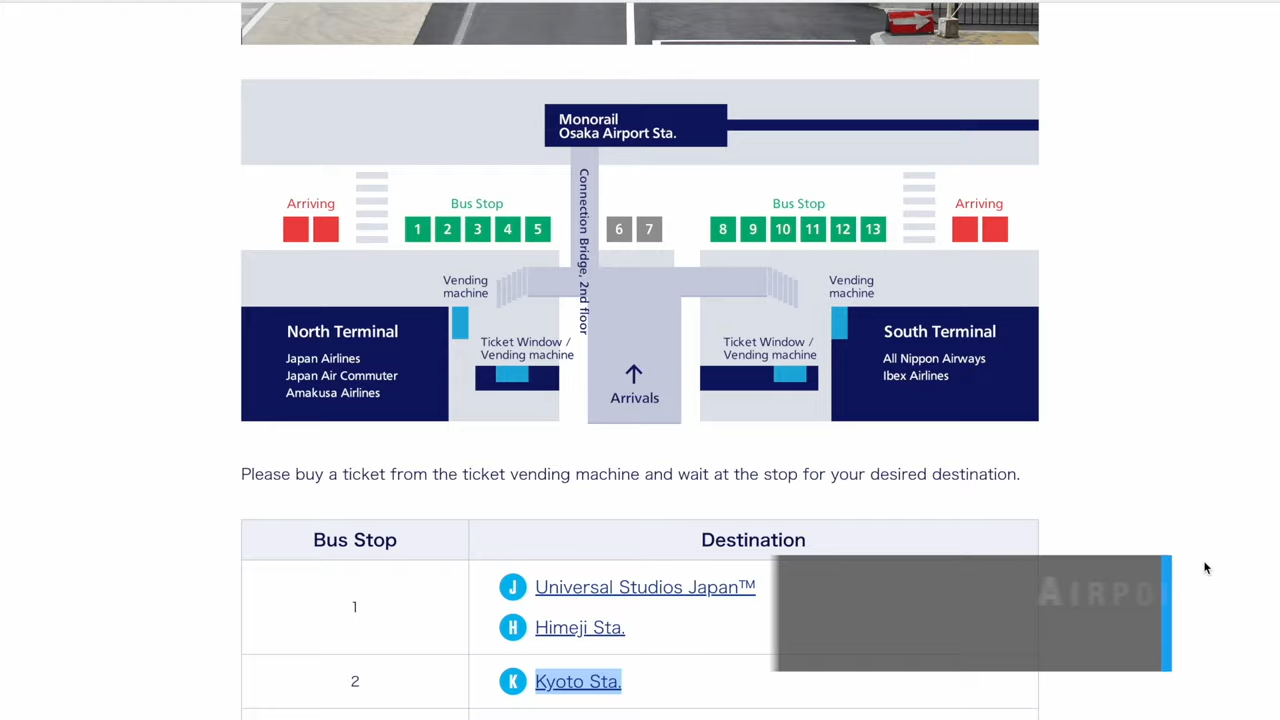 Monorail
Osaka Airport Sta.
Connection Bridge, 2nd floor
Arriving
Bus Stop
Bus Stop
Arriving
1 2 3 4 5 6 7 8 9 10 11 12 13
Vending
machine
Vending
machine
North Terminal
Japan Airlines
Japan Air Commuter
Amakusa Airlines
Ticket Window /
Vending machine
Arrivals
Ticket Window /
Vending machine
South Terminal
All Nippon Airways
Ibex Airlines
Please buy a ticket from the ticket vending machine and wait at the stop for your desired destination.
Bus Stop Destination
1
J Universal Studios Japan™
H Himeji Sta.
2 K Kyoto Sta.